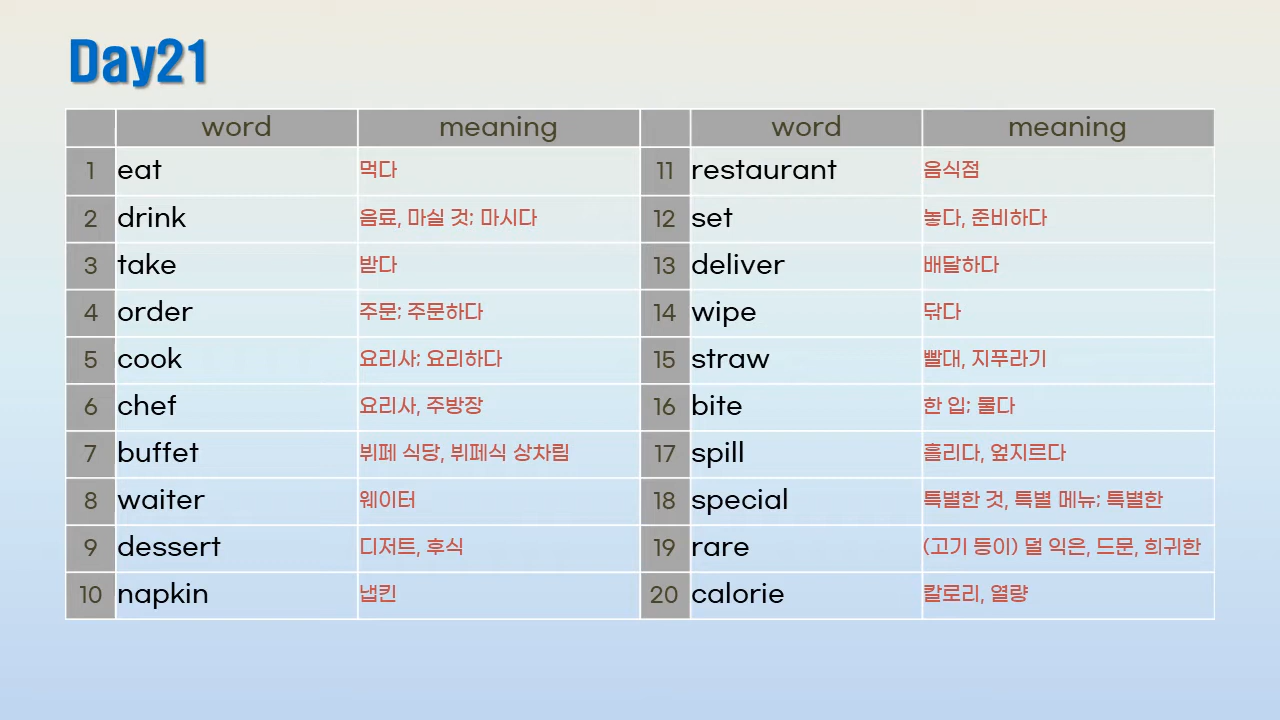 Day21
word meaning word meaning
1 eat 먹다 11 restaurant 음식점
2 drink 음료, 마실 것; 마시다 12 set 놓다, 준비하다
3 take 받다 13 deliver 배달하다
4 order 주문; 주문하다 14 wipe 닦다
5 cook 요리사; 요리하다 15 straw 빨대, 지푸라기
6 chef 요리사, 주방장 16 bite 한 입; 물다
7 buffet 뷔페 식당, 뷔페식 상차림 17 spill 흘리다, 엎지르다
8 waiter 웨이터 18 special 특별한 것, 특별 메뉴; 특별한
9 dessert 디저트, 후식 19 rare (고기 등이) 덜 익은, 드문, 희귀한
10 napkin 냅킨 20 calorie 칼로리, 열량